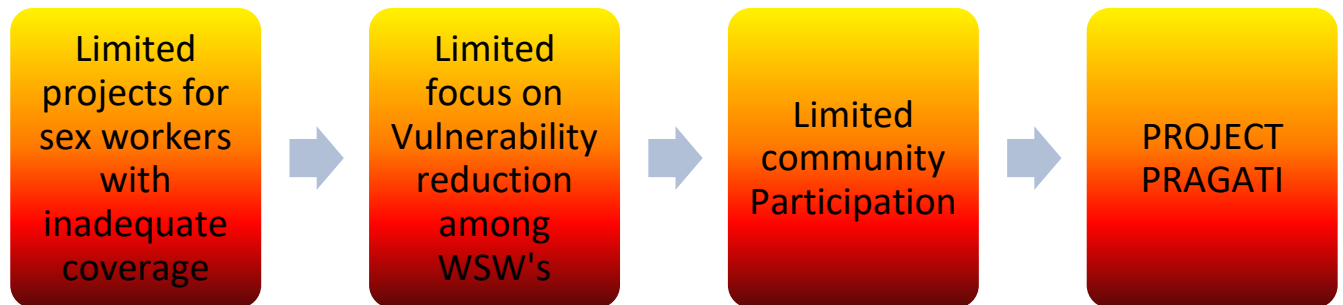 Limited
projects for
sex workers
with
inadequate
coverage
Limited
focus on
Vulnerability
reduction
among
WSW's
Limited
community
Participation
PROJECT
PRAGATI